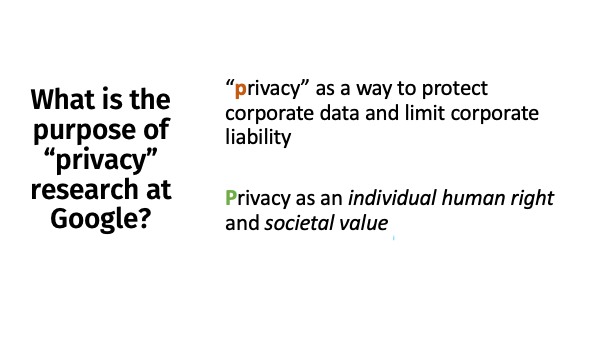 What is the
purpose of
“privacy”
research at
Google?
“privacy” as a way to protect
corporate data and limit corporate
liability
Privacy as an individual human right
and societal value